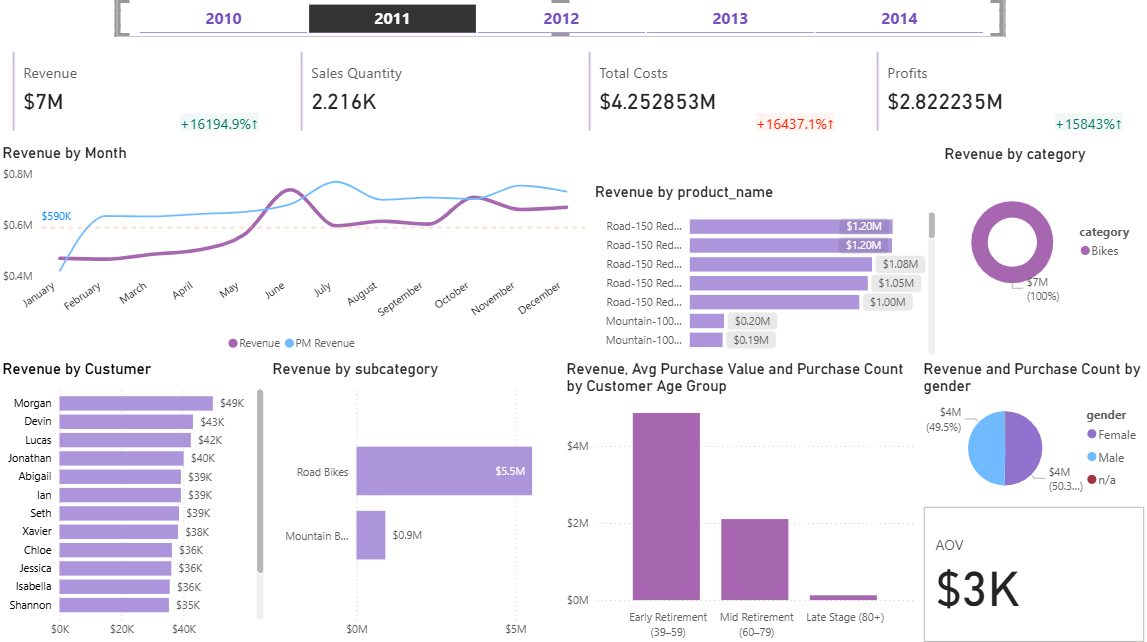 2010 2011 2012 2013 2014
Revenue
$7M
+16194.9%↑
Sales Quantity
2.216K
Total Costs
$4.252853M
+16437.1%↑
Profits
$2.822235M
+15843%↑
Revenue by Month
$0.8M
$590K
$0.6M
$0.4M
January February March April May June July August September October November December
Revenue PM Revenue
Revenue by product_name
Road-150 Red... $1.20M
Road-150 Red... $1.20M
Road-150 Red... $1.08M
Road-150 Red... $1.05M
Road-150 Red... $1.00M
Mountain-100... $0.20M
Mountain-100... $0.19M
Revenue by category
category
Bikes
$7M
(100%)
Revenue by Custumer
Morgan $49K
Devin $43K
Lucas $42K
Jonathan $40K
Abigail $39K
Ian $39K
Seth $39K
Xavier $38K
Chloe $36K
Jessica $36K
Isabella $36K
Shannon $35K
$0K $20K $40K
Revenue by subcategory
Road Bikes $5.5M
Mountain B... $0.9M
$0M $5M
Revenue, Avg Purchase Value and Purchase Count
by Customer Age Group
$4M
$2M
$0M
Early Retirement
(39–59)
Mid Retirement
(60–79)
Late Stage (80+)
Revenue and Purchase Count by
gender
$4M
(49.5%)
$4M
(50.3...)
gender
Female
Male
n/a
AOV
$3K